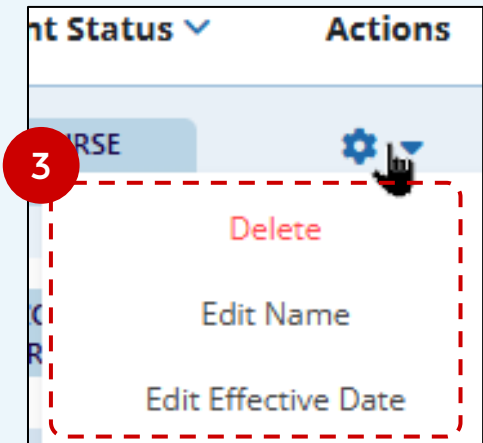 nt Status Actions
RSE
3
Delete
Edit Name
Edit Effective Date